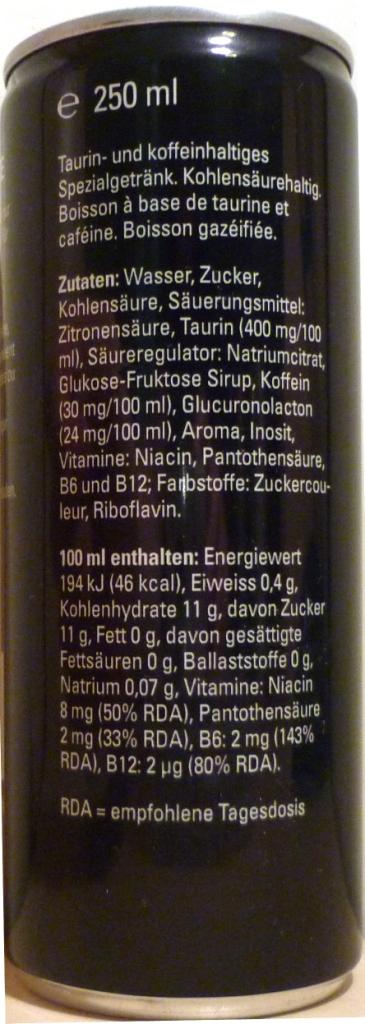 e 250 ml
Taurin- und koffeinhaltiges
Spezialgetränk. Kohlensäurehaltig.
Boisson à base de taurine et
caféine. Boisson gazéifiée.
Zutaten: Wasser, Zucker,
Kohlensäure, Säuerungsmittel:
Zitronensäure, Taurin (400 mg/100
ml), Säureregulator: Natriumcitrat,
Glukose-Fruktose Sirup, Koffein
(30 mg/100 ml), Glucuronolacton
(24 mg/100 ml), Aroma, Inosit,
Vitamine: Niacin, Pantothensäure,
B6 und B12; Farbstoffe: Zuckercou-
leur, Riboflavin.
100 ml enthalten: Energiewert
194 kJ (46 kcal), Eiweiss 0,4 g,
Kohlenhydrate 11 g, davon Zucker
11 g, Fett 0 g, davon gesättigte
Fettsäuren 0 g, Ballaststoffe 0 g,
Natrium 0,07 g, Vitamine: Niacin
8 mg (50% RDA), Pantothensäure
2 mg (33% RDA), B6: 2 mg (143%
RDA), B12: 2 µg (80% RDA).
RDA = empfohlene Tagesdosis